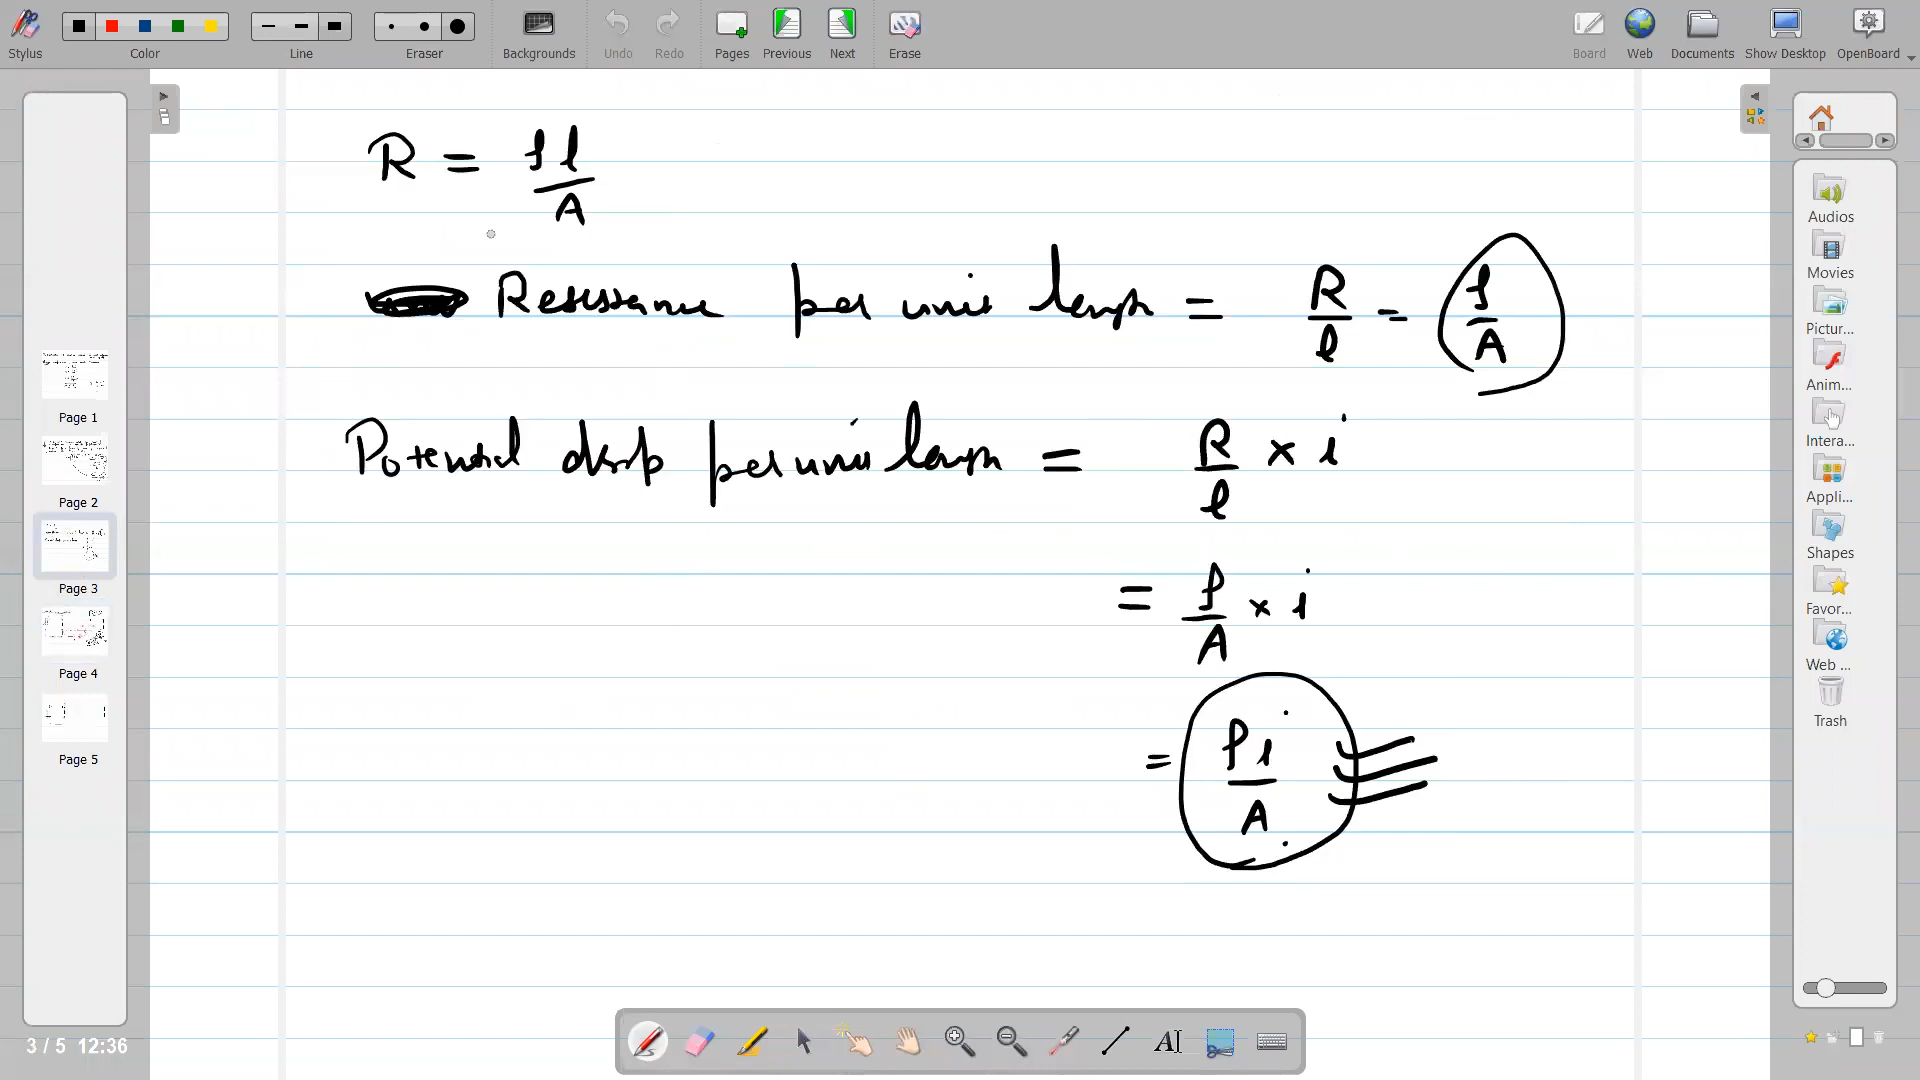 Stylus Color Line Eraser Backgrounds Undo Redo Pages Previous Next Erase Board Web Documents Show Desktop OpenBoard
R = ρl/A
Resistance per unit length = R/l = ρ/A
Potential drop per unit length = R/l × i
= ρ/A × i
= ρi/A
Page 1
Page 2
Page 3
Page 4
Page 5
3 / 5 12:36
Audios
Movies
Pictur...
Anim...
Intera...
Appli...
Shapes
Favor...
Web ...
Trash
AI